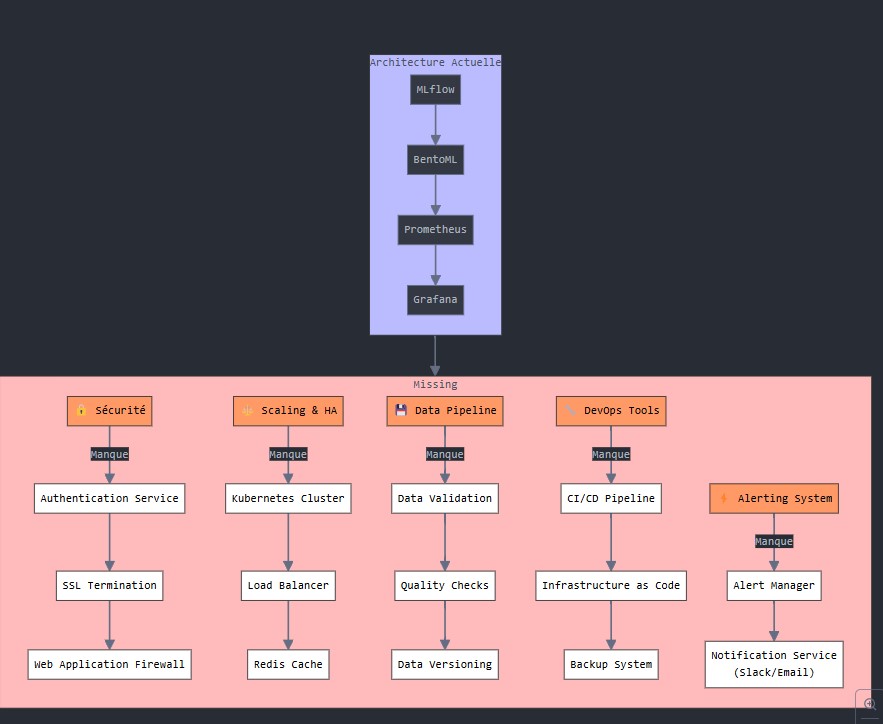 Architecture Actuelle
MLflow
BentoML
Prometheus
Grafana
Missing
Sécurité
Scaling & HA
Data Pipeline
DevOps Tools
Manque
Manque
Manque
Manque
Authentication Service
Kubernetes Cluster
Data Validation
CI/CD Pipeline
Alerting System
Manque
SSL Termination
Load Balancer
Quality Checks
Infrastructure as Code
Alert Manager
Web Application Firewall
Redis Cache
Data Versioning
Backup System
Notification Service
(Slack/Email)